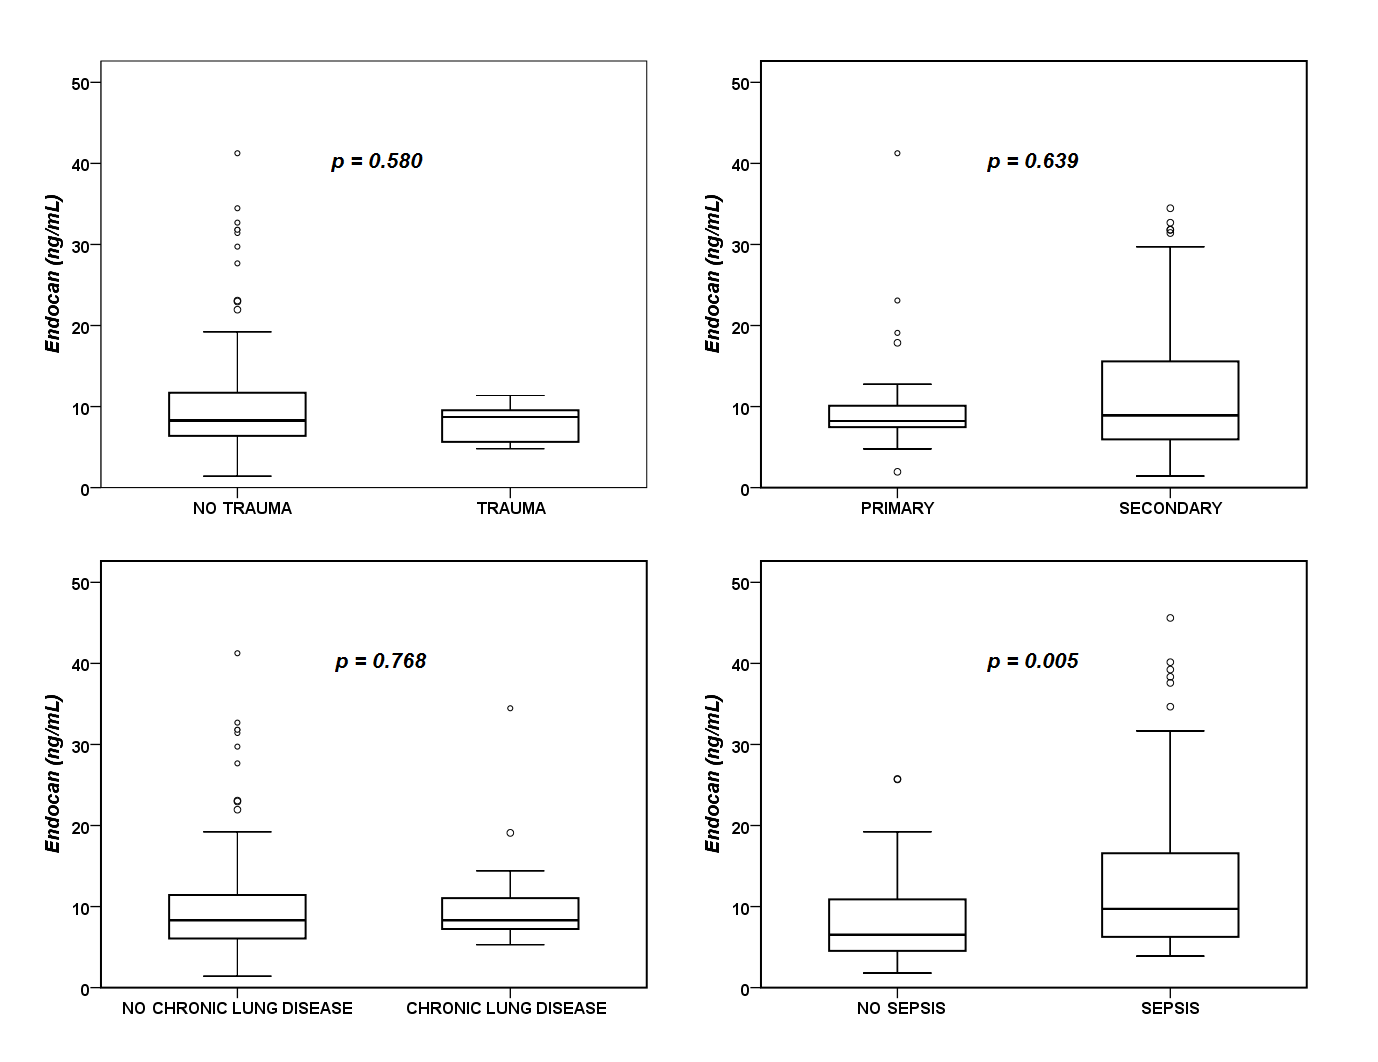 50
40
30
20
10
0
Endocan (ng/mL)
p = 0.580
NO TRAUMA
TRAUMA
50
40
30
20
10
0
Endocan (ng/mL)
p = 0.639
PRIMARY
SECONDARY
50
40
30
20
10
0
Endocan (ng/mL)
p = 0.768
NO CHRONIC LUNG DISEASE
CHRONIC LUNG DISEASE
50
40
30
20
10
0
Endocan (ng/mL)
p = 0.005
NO SEPSIS
SEPSIS